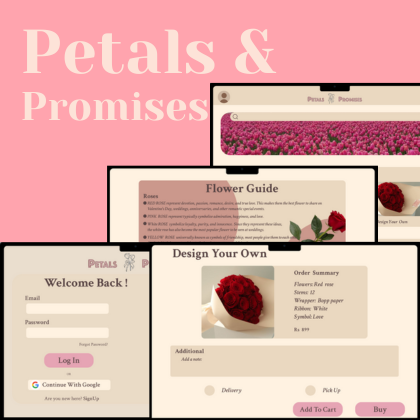 Petals &
Promises
PETALS PROMISES
Flower Guide
Roses
Design Your Own
PETALS
P
Welcome Back !
Email
Password
Forgot Password?
Log In
OR
Continue With Google
Are you new here? SignUp
Design Your Own
Order Summary
Flowers: Red rose
Stems: 12
Wrapper: Bapp paper
Ribbon: White
Symbol: Love
Rs. 899
Additional
Add a note
Delivery
Pick Up
Add To Cart
Buy